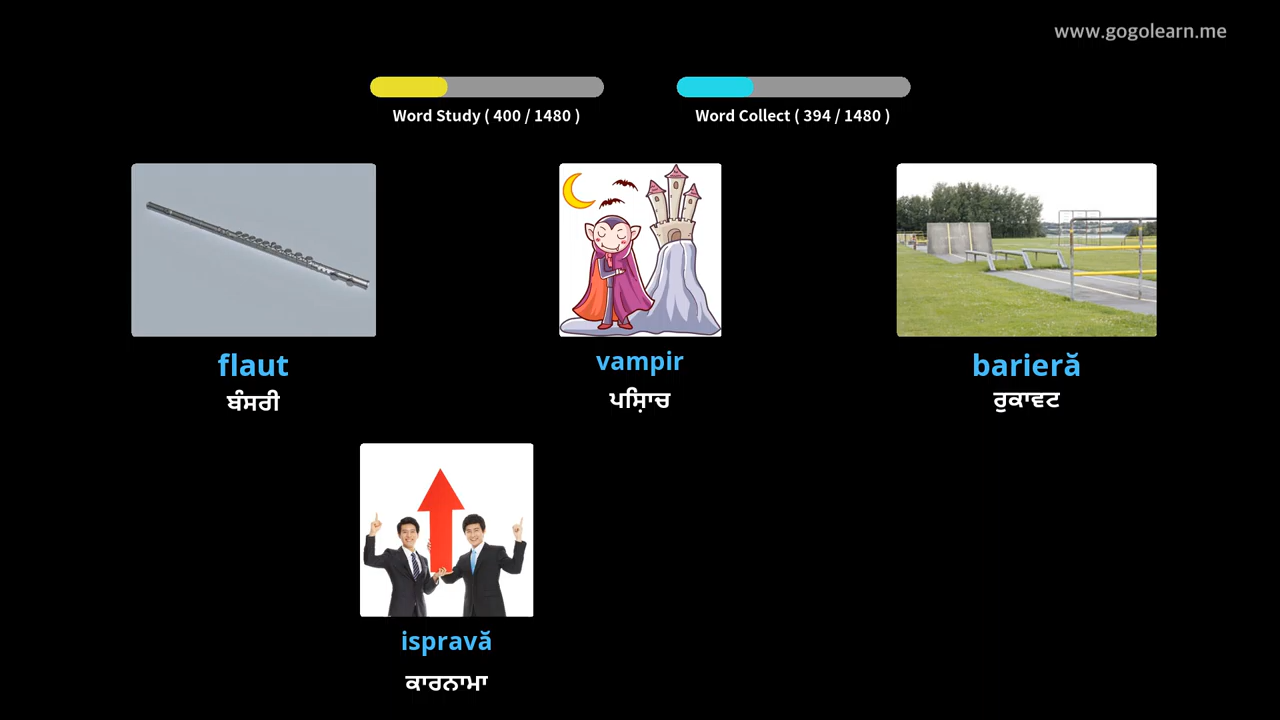 www.gogolearn.me
Word Study ( 400 / 1480 )
Word Collect ( 394 / 1480 )
flaut
ਬੰਸਰੀ
vampir
ਪਸਿ਼ਾਚ
barieră
ਰੁਕਾਵਟ
ispravă
ਕਾਰਨਾਮਾ